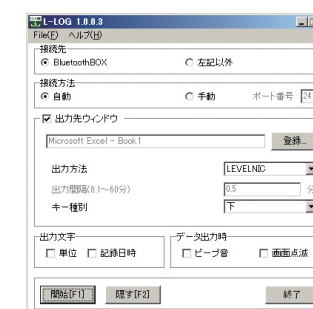 L-LOG 1.0.0.3
File(F) ヘルプ(H)
接続先
BluetoothBOX 左記以外
接続方法
自動 手動 ポート番号 24
出力先ウィンドウ
Microsoft Excel - Book1 登録...
出力方法 LEVELNIC
出力間隔(0.1～60分) 0.5 分
キー種別 下
出力文字 データ出力時
単位 記録日時 ビープ音 画面点滅
開始[F1] 隠す[F2] 終了